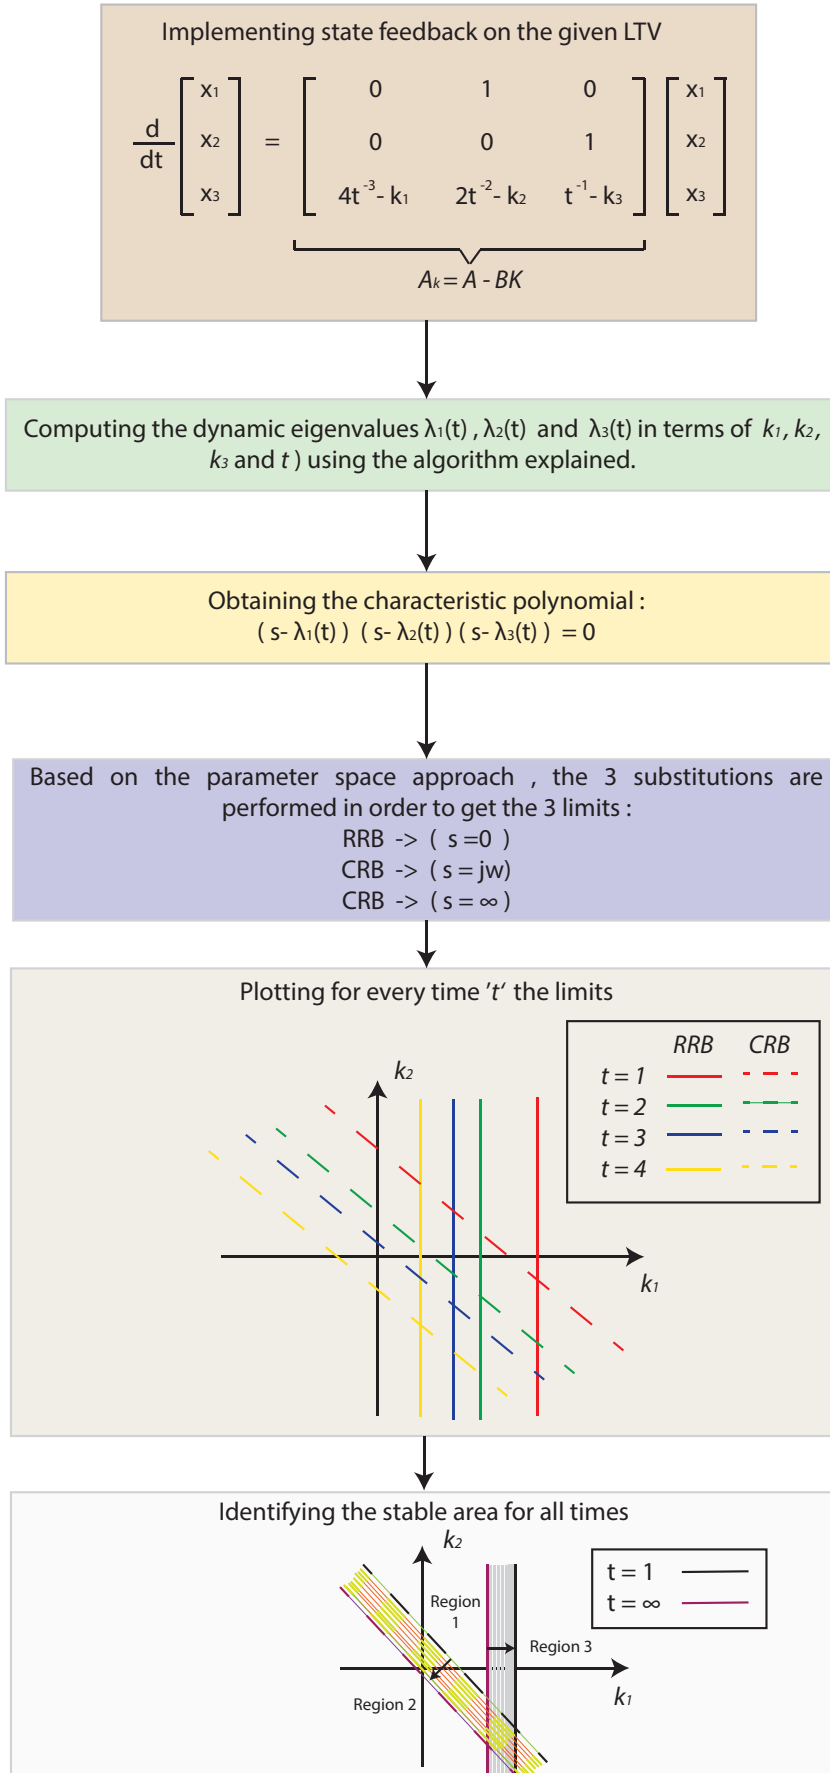 Implementing state feedback on the given LTV
d
dt
x1
x2
x3
=
0 1 0
0 0 1
4t^-3 - k1 2t^-2 - k2 t^-1 - k3
x1
x2
x3
Ak = A - BK
Computing the dynamic eigenvalues λ1(t) , λ2(t) and λ3(t) in terms of k1, k2,
k3 and t ) using the algorithm explained.
Obtaining the characteristic polynomial :
( s- λ1(t) ) ( s- λ2(t) ) ( s- λ3(t) ) = 0
Based on the parameter space approach , the 3 substitutions are
performed in order to get the 3 limits :
RRB -> ( s =0 )
CRB -> ( s = jw)
CRB -> ( s = ∞ )
Plotting for every time 't' the limits
RRB CRB
t = 1
t = 2
t = 3
t = 4
k2
k1
Identifying the stable area for all times
k2
t = 1
t = ∞
Region
1
Region 3
Region 2
k1